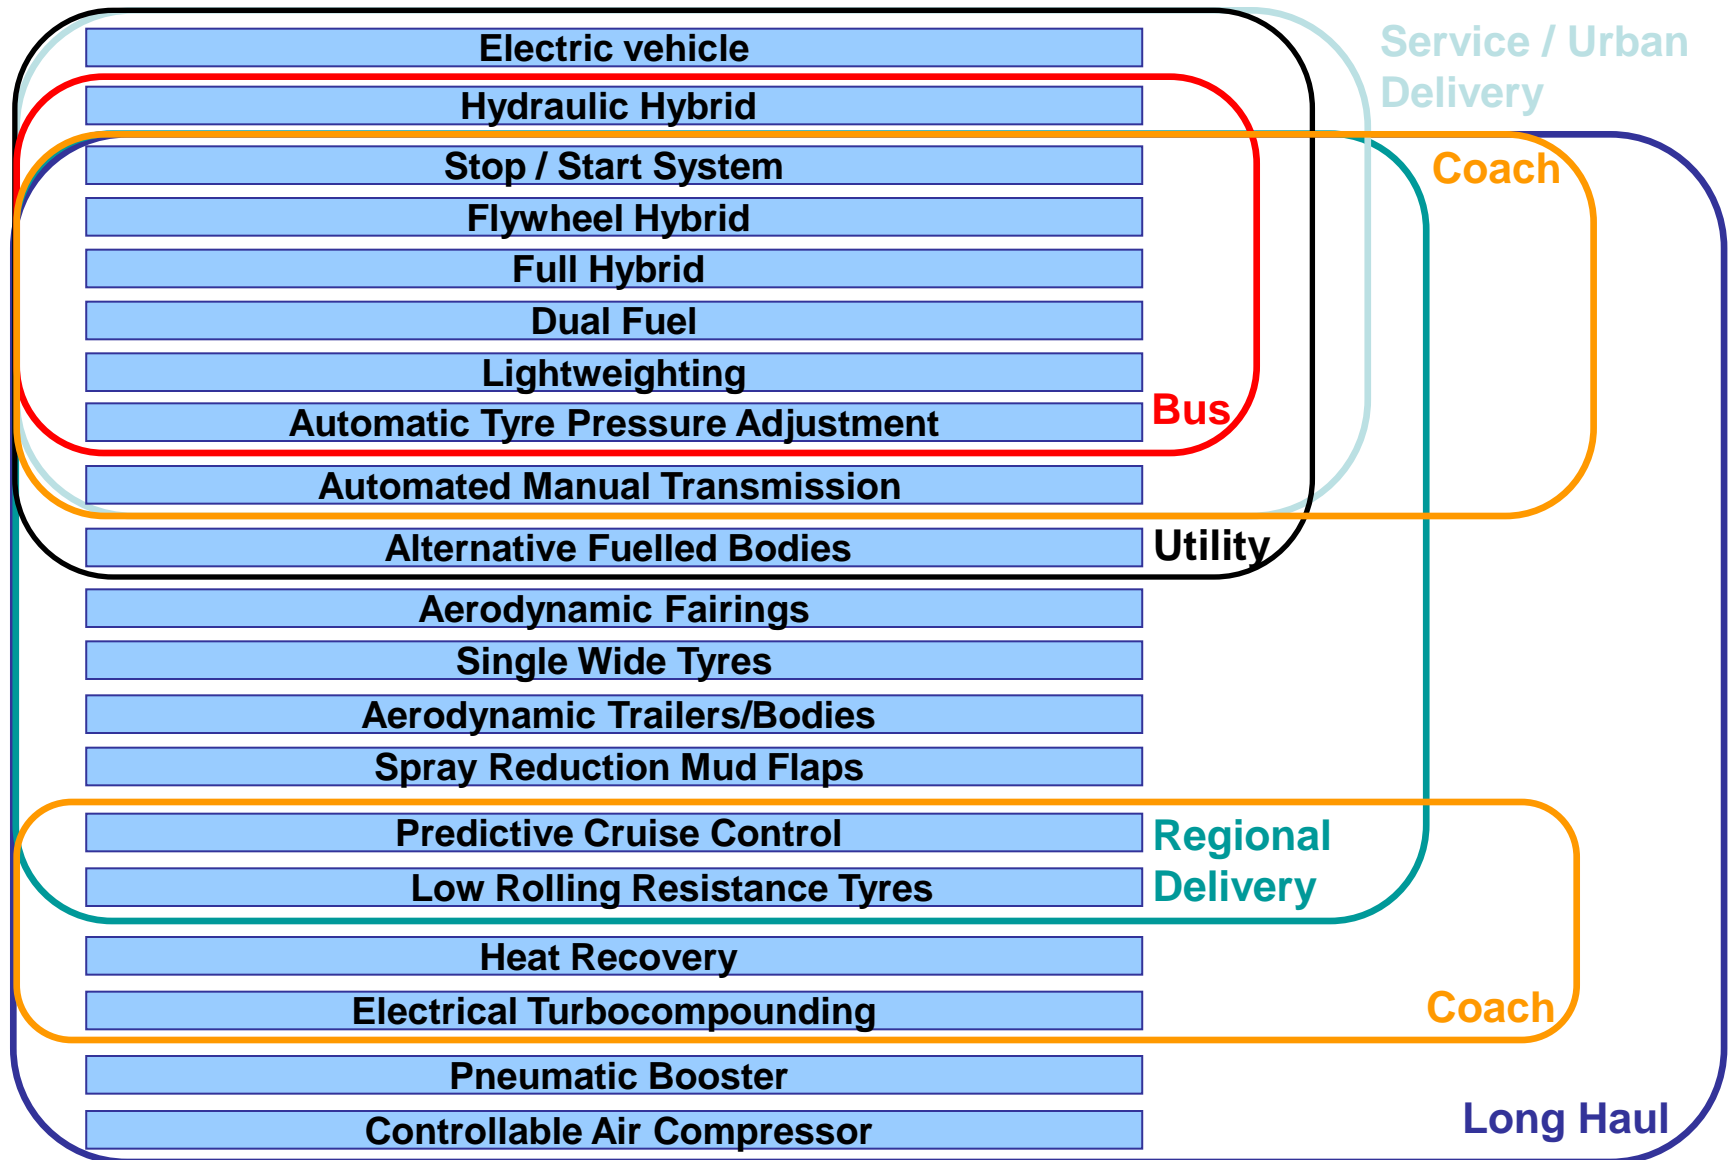 Electric vehicle
Service / Urban
Delivery
Hydraulic Hybrid
Stop / Start System
Coach
Flywheel Hybrid
Full Hybrid
Dual Fuel
Lightweighting
Bus
Automatic Tyre Pressure Adjustment
Automated Manual Transmission
Alternative Fuelled Bodies
Utility
Aerodynamic Fairings
Single Wide Tyres
Aerodynamic Trailers/Bodies
Spray Reduction Mud Flaps
Predictive Cruise Control
Regional
Delivery
Low Rolling Resistance Tyres
Heat Recovery
Electrical Turbocompounding
Coach
Pneumatic Booster
Controllable Air Compressor
Long Haul